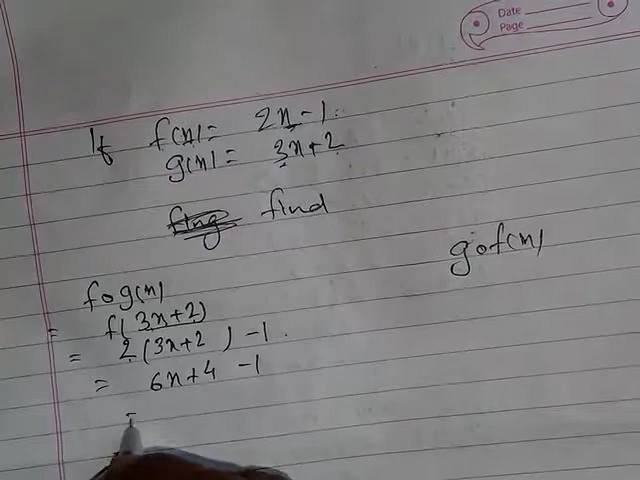 Date
Page
If f(x) = 2x - 1.
g(x) = 3x + 2
find
gof(x)
fog(x)
= f(3x+2)
= 2(3x+2) - 1.
= 6x + 4 - 1
=